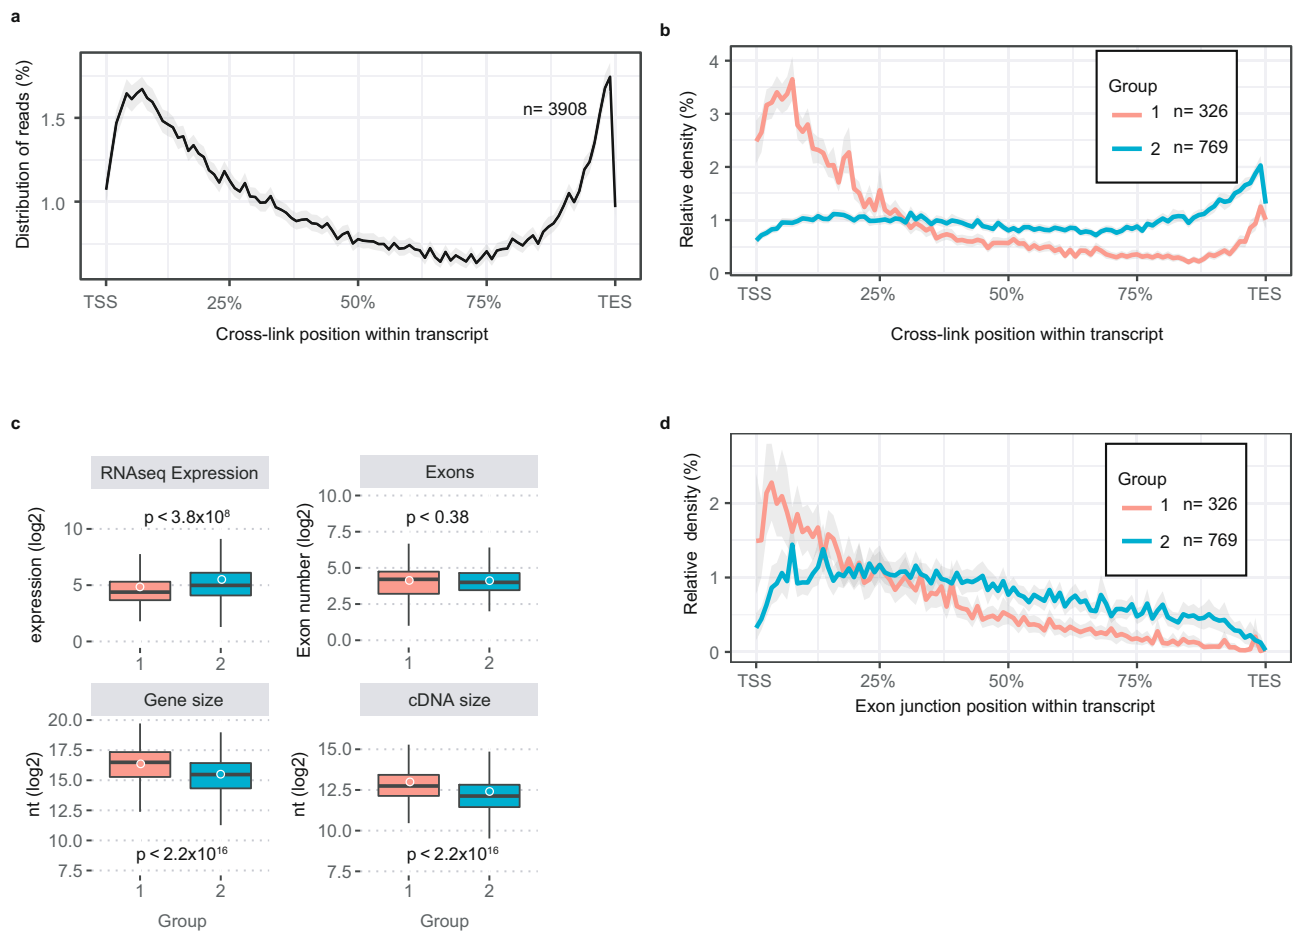 a
Distribution of reads (%)
1.5
1.0
n= 3908
TSS 25% 50% 75% TES
Cross-link position within transcript
b
Relative density (%)
4
3
2
1
0
Group
1 n= 326
2 n= 769
TSS 25% 50% 75% TES
Cross-link position within transcript
c
RNAseq Expression
expression (log2)
p < 3.8x10⁸
10
5
0
1 2
Exons
Exon number (log2)
10.0
p < 0.38
7.5
5.0
2.5
0.0
1 2
Gene size
nt (log2)
20.0
17.5
15.0
12.5
10.0
p < 2.2x10¹⁶
7.5
1 2
Group
cDNA size
nt (log2)
15.0
12.5
10.0
p < 2.2x10¹⁶
7.5
1 2
Group
d
Relative density (%)
2
1
0
Group
1 n= 326
2 n= 769
TSS 25% 50% 75% TES
Exon junction position within transcript